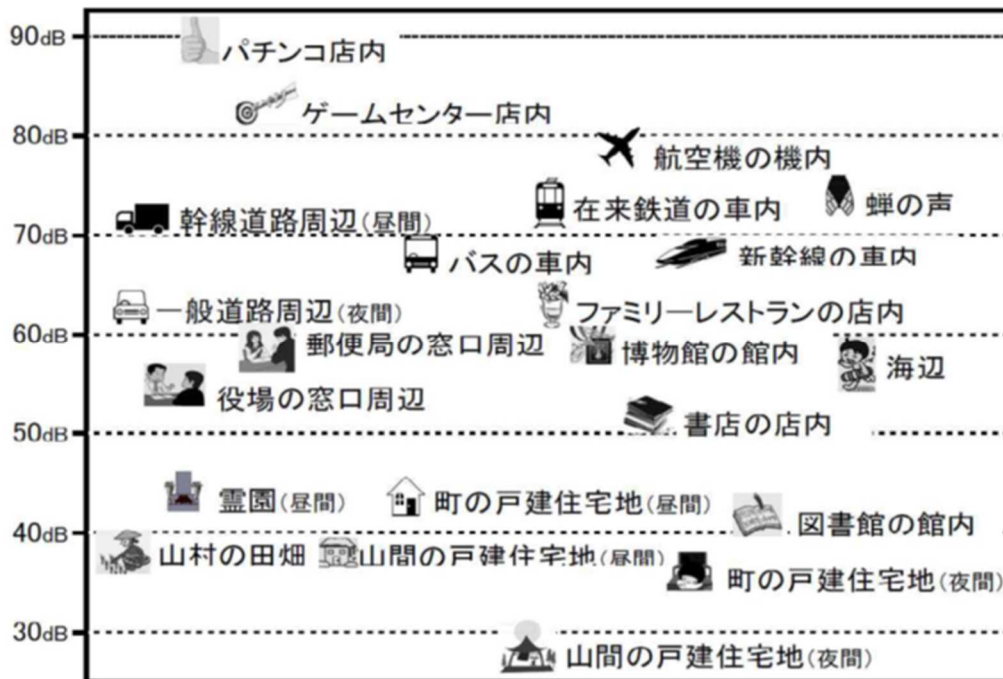 90dB
パチンコ店内
ゲームセンター店内
80dB
航空機の機内
在来鉄道の車内
蝉の声
幹線道路周辺(昼間)
70dB
バスの車内
新幹線の車内
一般道路周辺(夜間)
ファミリーレストランの店内
60dB
郵便局の窓口周辺
博物館の館内
海辺
役場の窓口周辺
書店の店内
50dB
霊園(昼間)
町の戸建住宅地(昼間)
図書館の館内
40dB
山村の田畑
山間の戸建住宅地(昼間)
町の戸建住宅地(夜間)
30dB
山間の戸建住宅地(夜間)